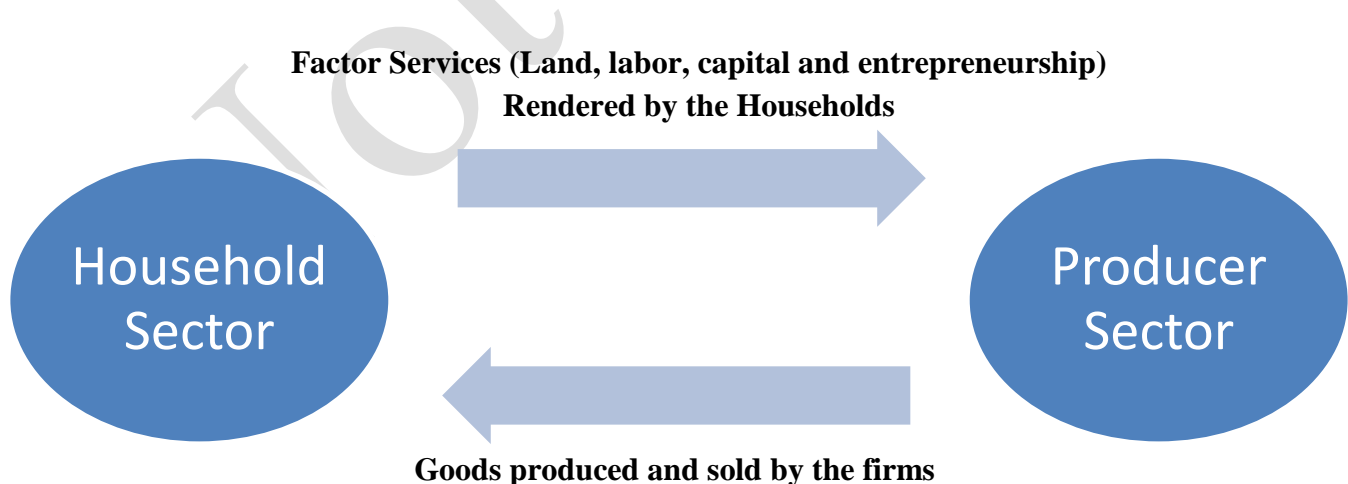 Factor Services (Land, labor, capital and entrepreneurship)
Rendered by the Households
Household
Sector
Producer
Sector
Goods produced and sold by the firms